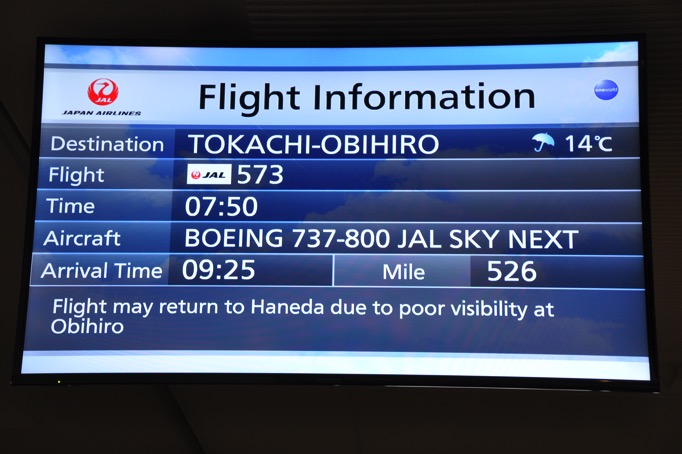 JAL
JAPAN AIRLINES
Flight Information
oneworld
Destination TOKACHI-OBIHIRO 14℃
Flight JAL 573
Time 07:50
Aircraft BOEING 737-800 JAL SKY NEXT
Arrival Time 09:25 Mile 526
Flight may return to Haneda due to poor visibility at
Obihiro